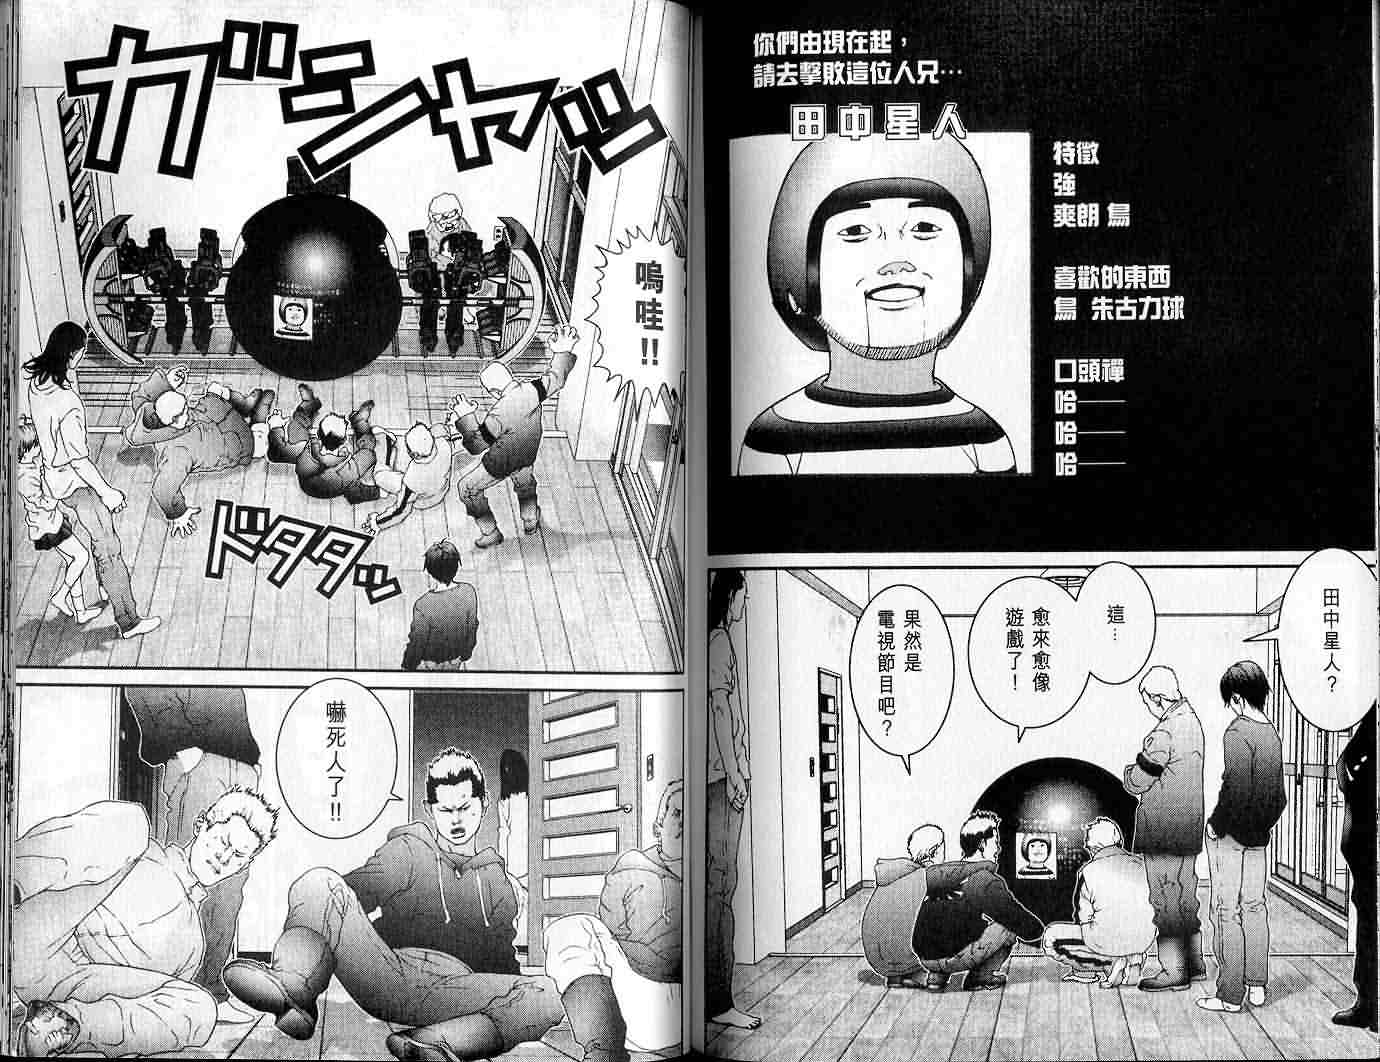 你們由現在起，
請去擊敗這位人兄…
田中星人
特徵
強
爽朗 鳥
喜歡的東西
鳥 朱古力球
口頭禪
哈——
哈——
哈——
田中星人？
這…
愈來愈像
遊戲了！
果然是
電視節目吧？
ガシャッ
嗚哇!!
ドタタタッ
嚇死人了!!